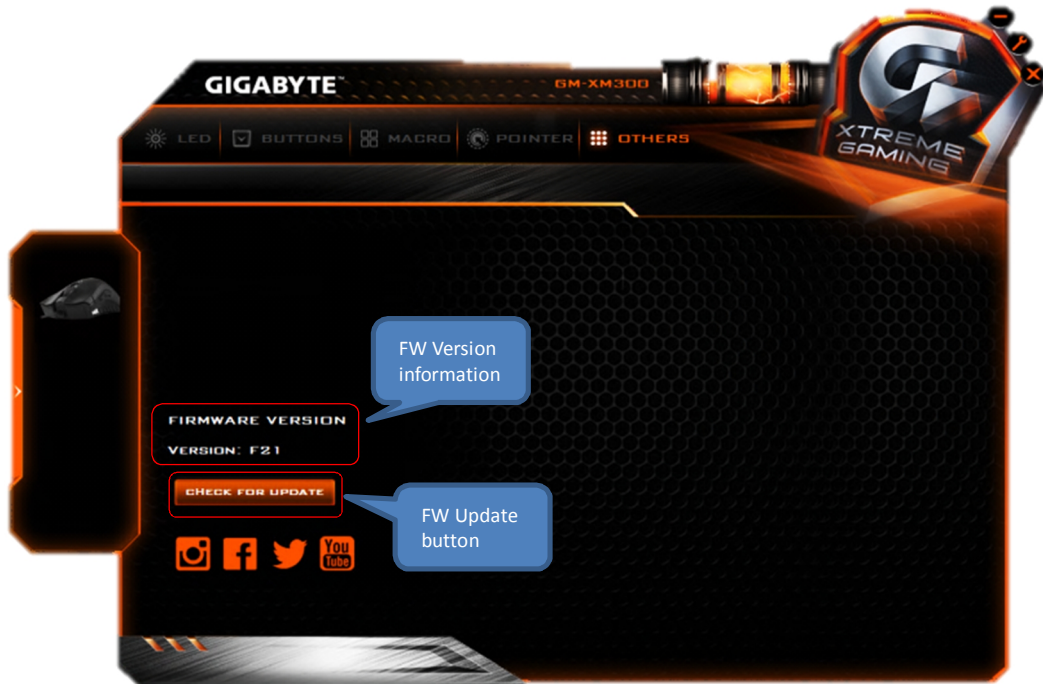 GIGABYTE™
GM-XM300
XTREME
GAMING
LED BUTTONS MACRO POINTER OTHERS
FW Version
information
FIRMWARE VERSION
VERSION: F21
CHECK FOR UPDATE
FW Update
button
You
Tube